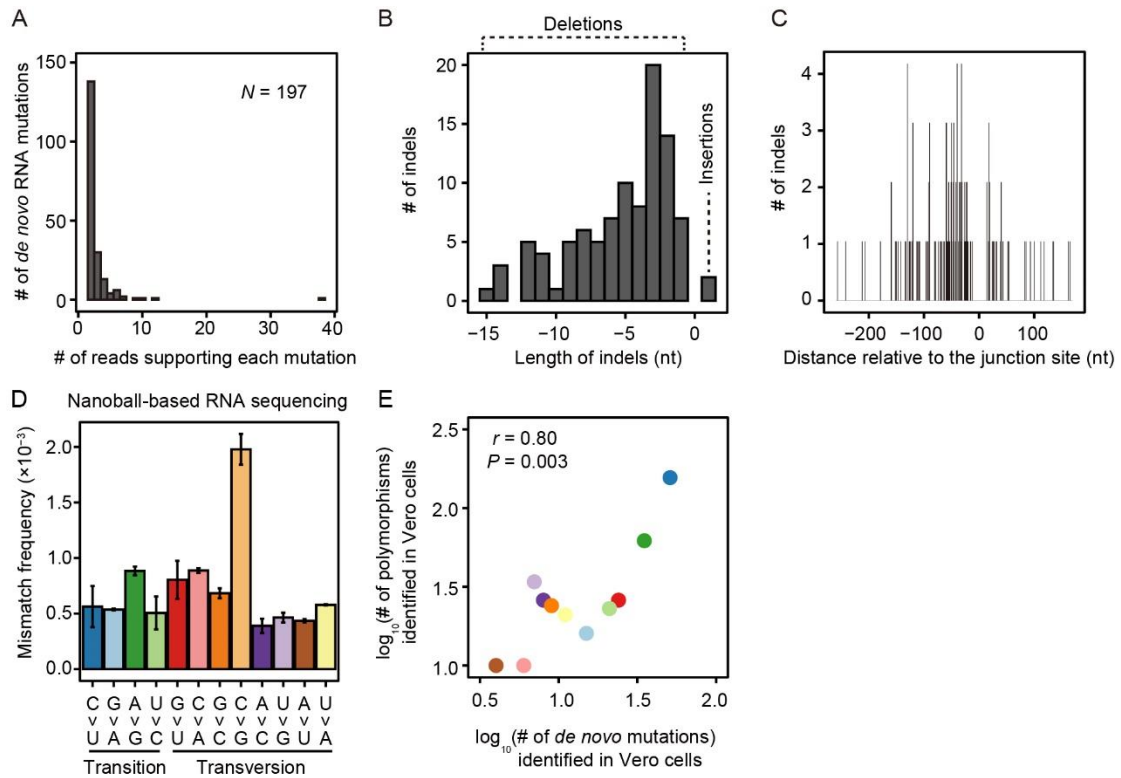 A
150
100
50
0
# of de novo RNA mutations
N = 197
0
10
20
30
40
# of reads supporting each mutation
B
Deletions
20
15
10
5
0
# of indels
Insertions
−15
−10
−5
0
Length of indels (nt)
C
4
3
2
1
0
# of indels
−200
−100
0
100
Distance relative to the junction site (nt)
D
Nanoball-based RNA sequencing
2.0
1.5
1.0
0.5
0.0
Mismatch frequency (×10⁻³)
C G A U G C G C A U A U
> > > > > > > > > > > >
U A G C U A C G C G U A
Transition
Transversion
E
2.5
2.0
1.5
1.0
log₁₀(# of polymorphisms)
identified in Vero cells
r = 0.80
P = 0.003
0.5
1.0
1.5
2.0
log₁₀(# of de novo mutations)
identified in Vero cells